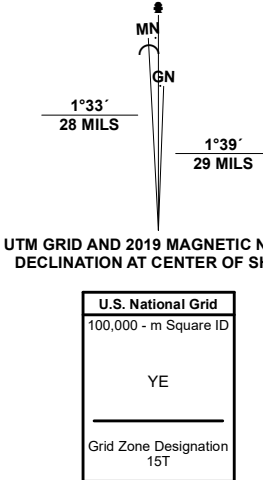 MN
GN
1°33´
28 MILS
1°39´
29 MILS
UTM GRID AND 2019 MAGNETIC N
DECLINATION AT CENTER OF SH
U.S. National Grid
100,000 - m Square ID
YE
Grid Zone Designation
15T